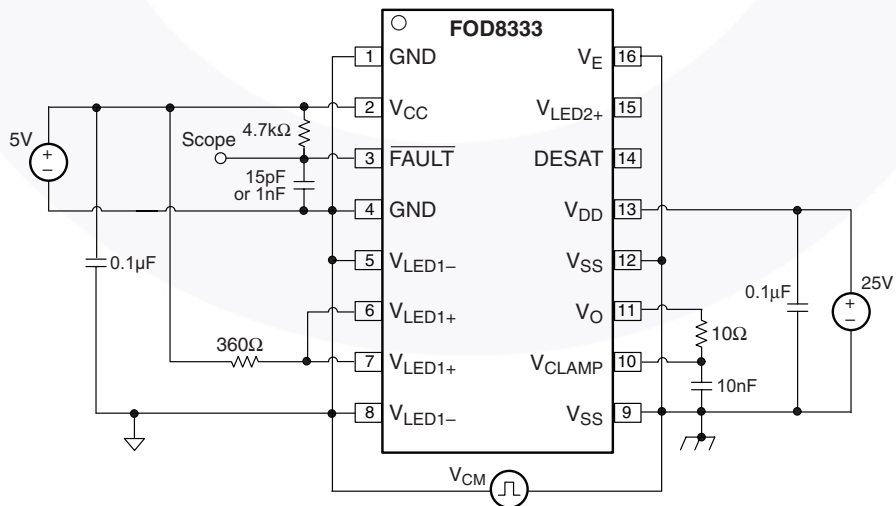 FOD8333
1 GND
2 VCC
3 FAULT
4 GND
5 VLED1–
6 VLED1+
7 VLED1+
8 VLED1–
VE 16
VLED2+ 15
DESAT 14
VDD 13
VSS 12
VO 11
VCLAMP 10
VSS 9
5V
+
–
Scope
4.7kΩ
15pF
or 1nF
0.1µF
360Ω
0.1µF
25V
+
–
10Ω
10nF
VCM